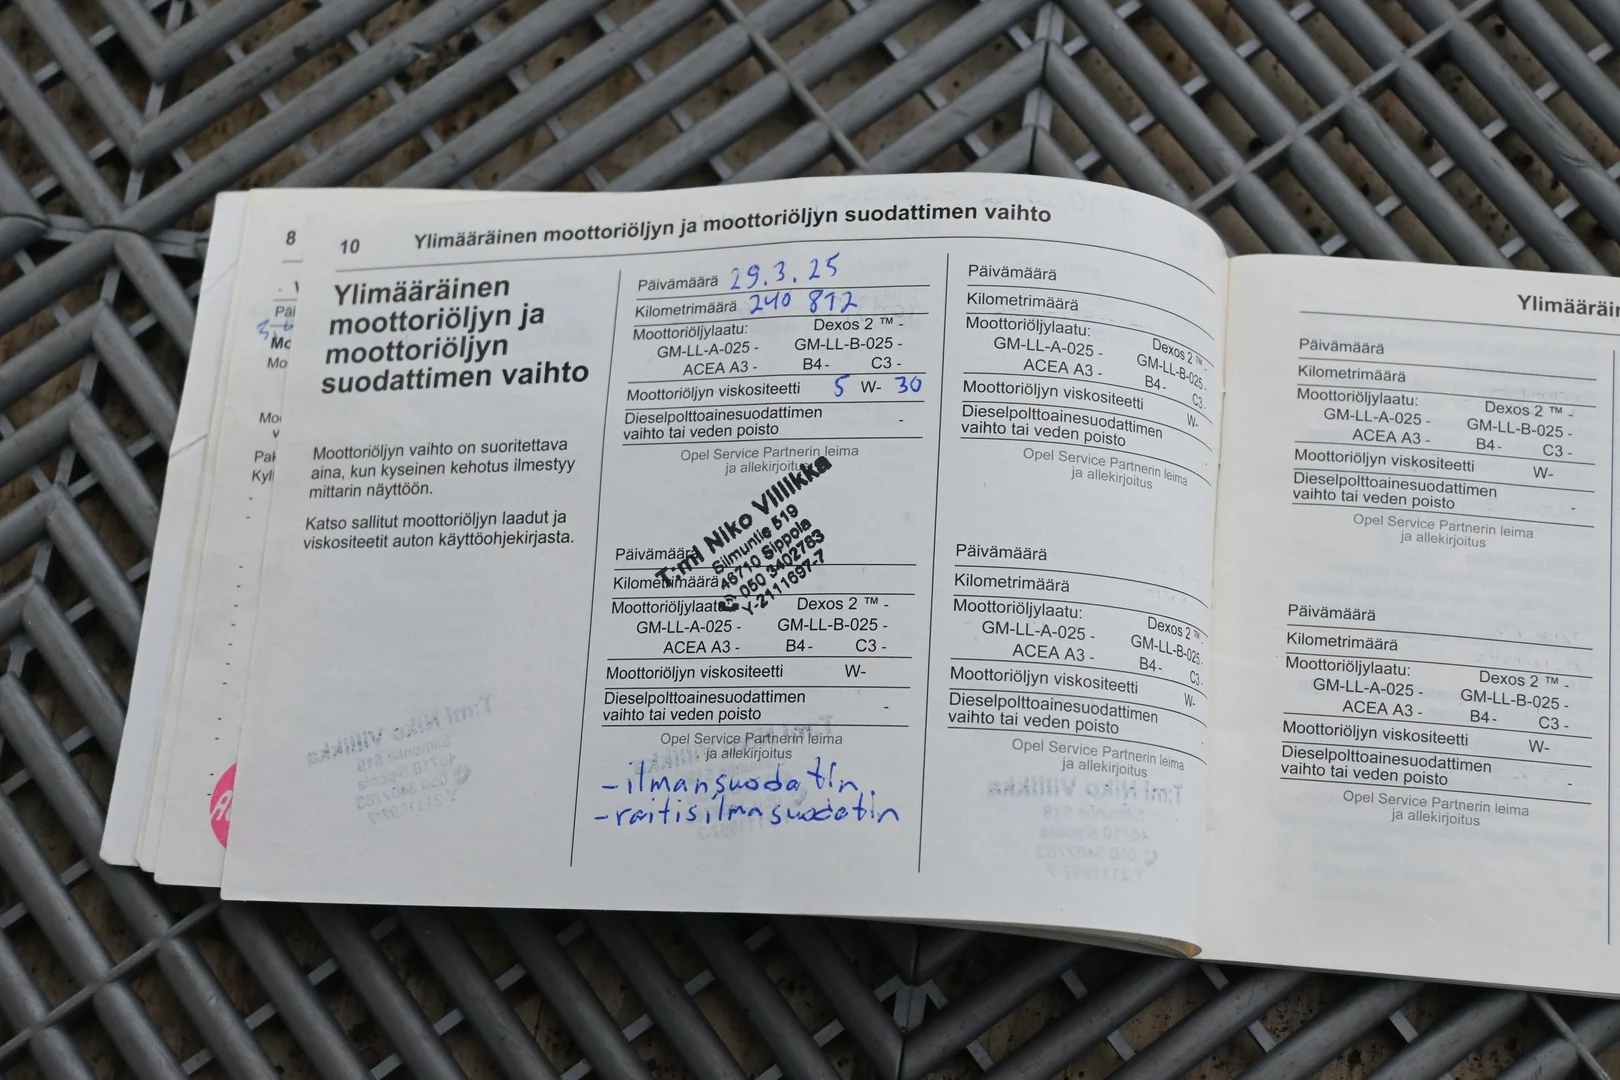 8
10 Ylimääräinen moottoriöljyn ja moottoriöljyn suodattimen vaihto
Ylimääräinen
moottoriöljyn ja
moottoriöljyn
suodattimen vaihto
Moottoriöljyn vaihto on suoritettava
aina, kun kyseinen kehotus ilmestyy
mittarin näyttöön.
Katso sallitut moottoriöljyn laadut ja
viskositeetit auton käyttöohjekirjasta.
Päivämäärä 29.3.25
Kilometrimäärä 240 812
Moottoriöljylaatu: Dexos 2 ™ -
GM-LL-A-025 - GM-LL-B-025 -
ACEA A3 - B4 - C3 -
Moottoriöljyn viskositeetti 5 W- 30
Dieselpolttoainesuodattimen
vaihto tai veden poisto -
Opel Service Partnerin leima
ja allekirjoitus
T:mi Niko Villikka
Silmuntie 519
46710 Sippola
050 3402783
Y-2111697-7
Päivämäärä
Kilometrimäärä
Moottoriöljylaatu: Dexos 2 ™ -
GM-LL-A-025 - GM-LL-B-025 -
ACEA A3 - B4 - C3 -
Moottoriöljyn viskositeetti W-
Dieselpolttoainesuodattimen
vaihto tai veden poisto -
Opel Service Partnerin leima
ja allekirjoitus
- ilmansuodatin
- raitisilmasuodatin
Päivämäärä
Kilometrimäärä
Moottoriöljylaatu: Dexos 2 ™
GM-LL-A-025 - GM-LL-B-025-
ACEA A3 - B4 - C3 -
Moottoriöljyn viskositeetti W-
Dieselpolttoainesuodattimen
vaihto tai veden poisto
Opel Service Partnerin leima
ja allekirjoitus
Päivämäärä
Kilometrimäärä
Moottoriöljylaatu: Dexos 2 ™
GM-LL-A-025 - GM-LL-B-025-
ACEA A3 - B4 - C3-
Moottoriöljyn viskositeetti W-
Dieselpolttoainesuodattimen
vaihto tai veden poisto
Opel Service Partnerin leima
ja allekirjoitus
Ylimääräin
Päivämäärä
Kilometrimäärä
Moottoriöljylaatu: Dexos 2 ™ -
GM-LL-A-025 - GM-LL-B-025 -
ACEA A3 - B4 - C3 -
Moottoriöljyn viskositeetti W-
Dieselpolttoainesuodattimen
vaihto tai veden poisto -
Opel Service Partnerin leima
ja allekirjoitus
Päivämäärä
Kilometrimäärä
Moottoriöljylaatu: Dexos 2 ™ -
GM-LL-A-025 - GM-LL-B-025 -
ACEA A3 - B4 - C3 -
Moottoriöljyn viskositeetti W-
Dieselpolttoainesuodattimen
vaihto tai veden poisto -
Opel Service Partnerin leima
ja allekirjoitus